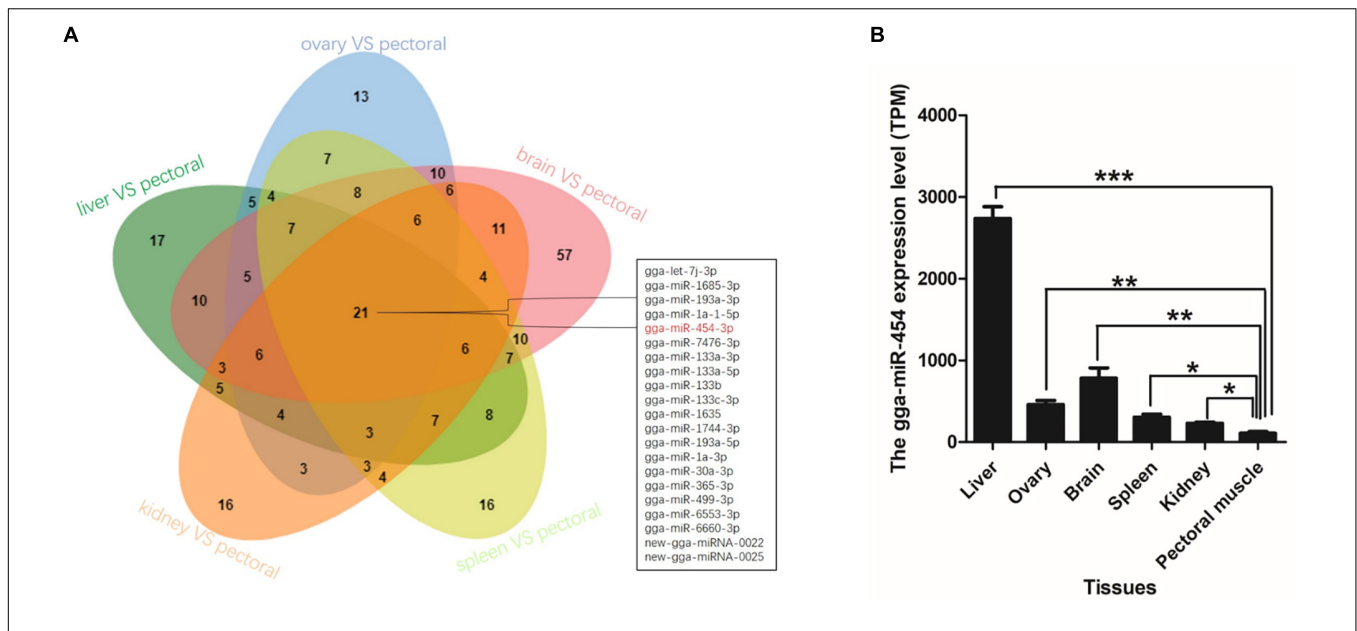 A
ovary VS pectoral
brain VS pectoral
liver VS pectoral
kidney VS pectoral
spleen VS pectoral
13
7
10
6
5
4
8
17
7
6
11
57
5
4
10
21
10
6
6
7
3
5
4
7
8
3
3
3
4
16
16
gga-let-7j-3p
gga-miR-1685-3p
gga-miR-193a-3p
gga-miR-1a-1-5p
gga-miR-454-3p
gga-miR-7476-3p
gga-miR-133a-3p
gga-miR-133a-5p
gga-miR-133b
gga-miR-133c-3p
gga-miR-1635
gga-miR-1744-3p
gga-miR-193a-5p
gga-miR-1a-3p
gga-miR-30a-3p
gga-miR-365-3p
gga-miR-499-3p
gga-miR-6553-3p
gga-miR-6660-3p
new-gga-miRNA-0022
new-gga-miRNA-0025
B
The gga-miR-454 expression level (TPM)
4000
3000
2000
1000
0
***
**
**
*
*
Liver
Ovary
Brain
Spleen
Kidney
Pectoral muscle
Tissues